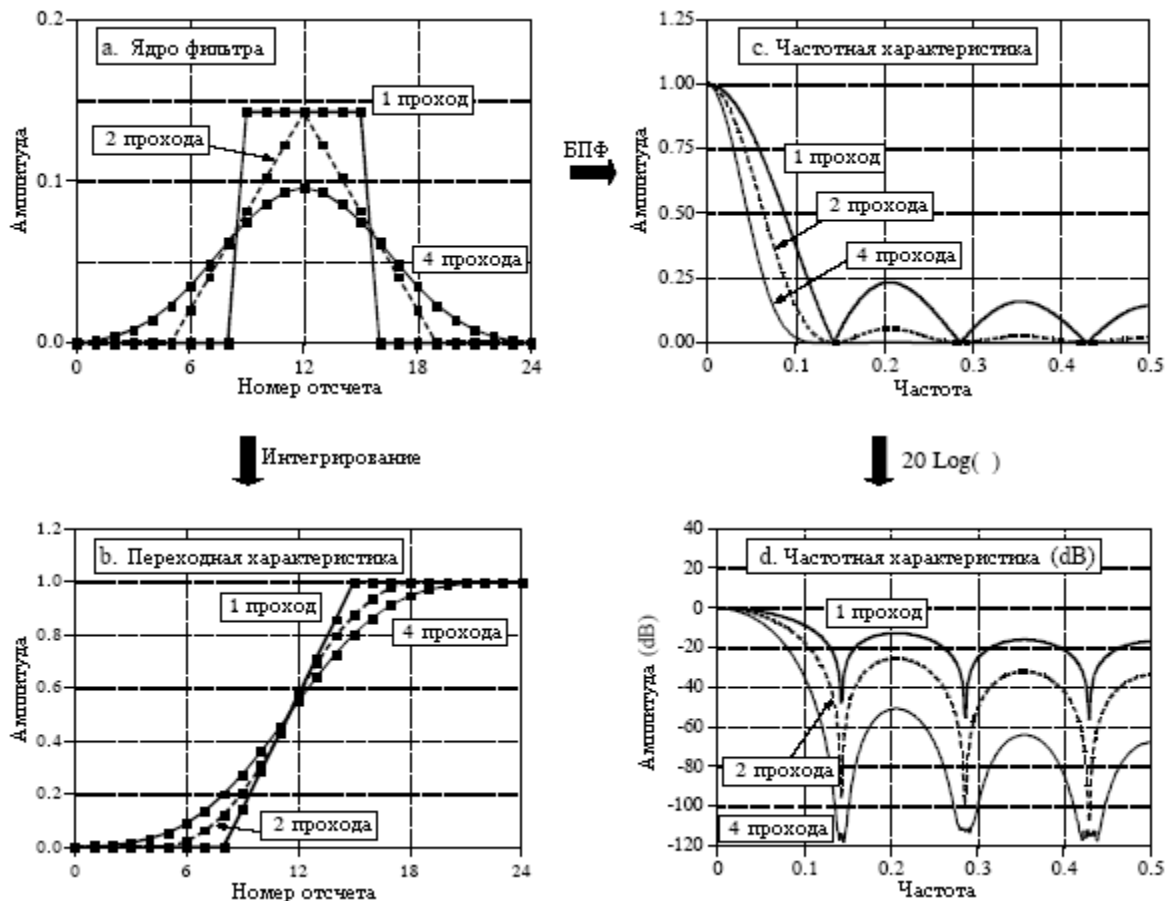 a. Ядро фильтра
0.2
0.1
0.0
Амплитуда
1 проход
2 прохода
4 прохода
0 6 12 18 24
Номер отсчета
БПФ
c. Частотная характеристика
1.25
1.00
0.75
0.50
0.25
0.00
Амплитуда
1 проход
2 прохода
4 прохода
0 0.1 0.2 0.3 0.4 0.5
Частота
Интегрирование
20 Log( )
b. Переходная характеристика
1.2
1.0
0.8
0.6
0.4
0.2
0.0
Амплитуда
1 проход
4 прохода
2 прохода
0 6 12 18 24
Номер отсчета
d. Частотная характеристика (dB)
40
20
0
-20
-40
-60
-80
-100
-120
Амплитуда (dB)
1 проход
2 прохода
4 прохода
0 0.1 0.2 0.3 0.4 0.5
Частота